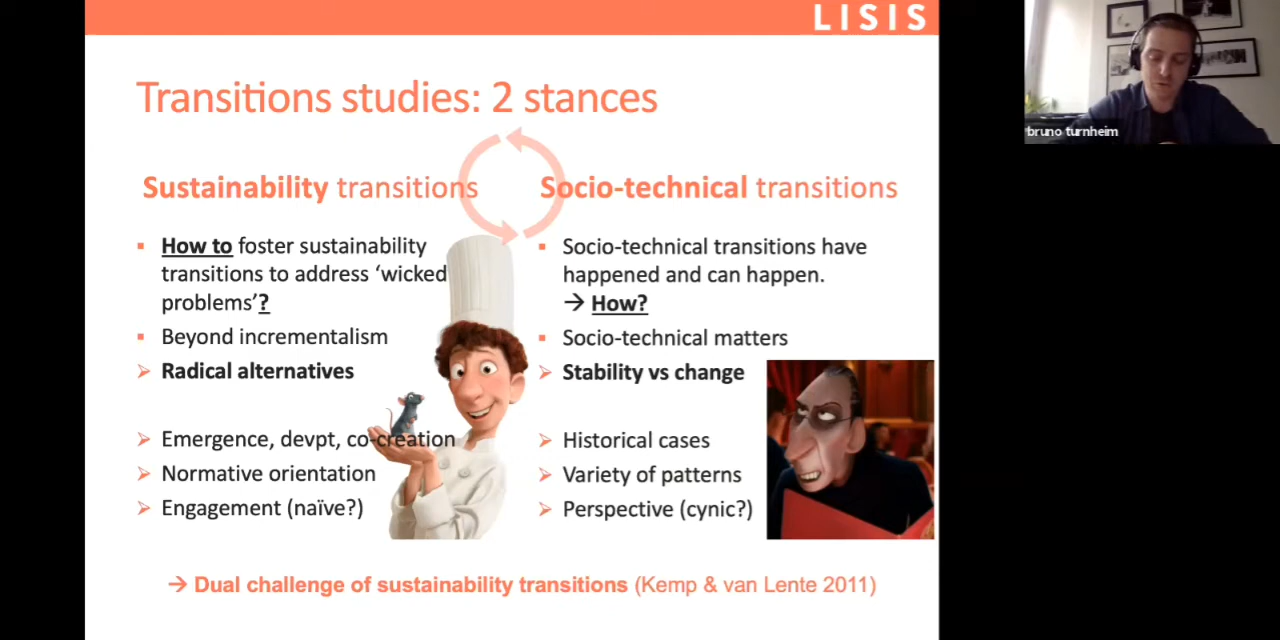 LISIS
bruno turnheim
Transitions studies: 2 stances
Sustainability transitions
How to foster sustainability
transitions to address ‘wicked
problems’?
Beyond incrementalism
Radical alternatives
Emergence, devpt, co-creation
Normative orientation
Engagement (naïve?)
Socio-technical transitions
Socio-technical transitions have
happened and can happen.
→ How?
Socio-technical matters
Stability vs change
Historical cases
Variety of patterns
Perspective (cynic?)
→ Dual challenge of sustainability transitions (Kemp & van Lente 2011)